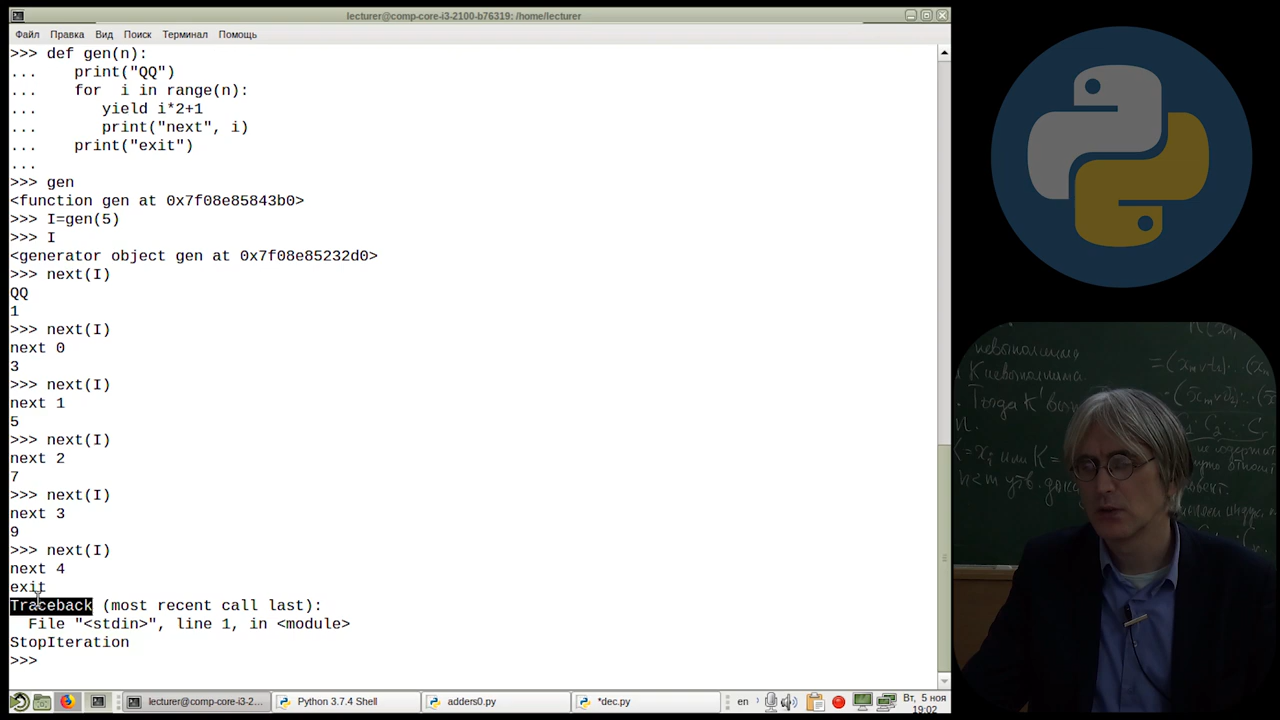 lecturer@comp-core-i3-2100-b76319: /home/lecturer
Файл Правка Вид Поиск Терминал Помощь
>>> def gen(n):
...    print("QQ")
...    for  i in range(n):
...       yield i*2+1
...       print("next", i)
...    print("exit")
...
>>> gen
<function gen at 0x7f08e85843b0>
>>> I=gen(5)
>>> I
<generator object gen at 0x7f08e85232d0>
>>> next(I)
QQ
1
>>> next(I)
next 0
3
>>> next(I)
next 1
5
>>> next(I)
next 2
7
>>> next(I)
next 3
9
>>> next(I)
next 4
exit
Traceback (most recent call last):
  File "<stdin>", line 1, in <module>
StopIteration
>>>
невыполнима
К невыполнима.
Тогда К'
lecturer@comp-core-i3-2... Python 3.7.4 Shell adders0.py *dec.py en Вт, 5 ноя
19:02